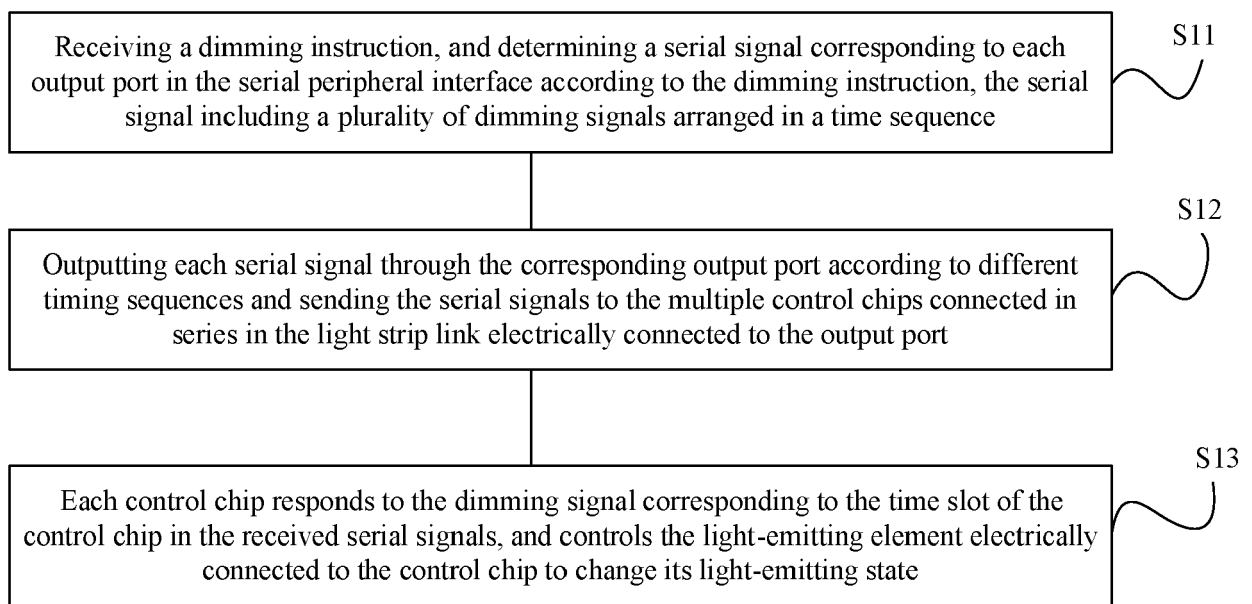 Receiving a dimming instruction, and determining a serial signal corresponding to each
output port in the serial peripheral interface according to the dimming instruction, the serial
signal including a plurality of dimming signals arranged in a time sequence
S11
Outputting each serial signal through the corresponding output port according to different
timing sequences and sending the serial signals to the multiple control chips connected in
series in the light strip link electrically connected to the output port
S12
Each control chip responds to the dimming signal corresponding to the time slot of the
control chip in the received serial signals, and controls the light-emitting element electrically
connected to the control chip to change its light-emitting state
S13